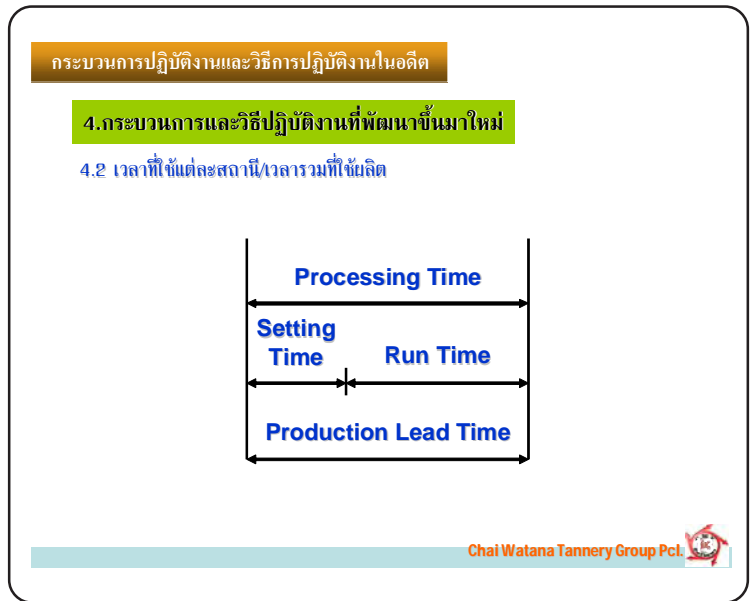 กระบวนการปฏิบัติงานและวิธีการปฏิบัติงานในอดีต
4.กระบวนการและวิธีปฏิบัติงานที่พัฒนาขึ้นมาใหม่
4.2 เวลาที่ใช้แต่ละสถานี/เวลารวมที่ใช้ผลิต
Processing Time
Setting
Time
Run Time
Production Lead Time
Chai Watana Tannery Group Pcl.